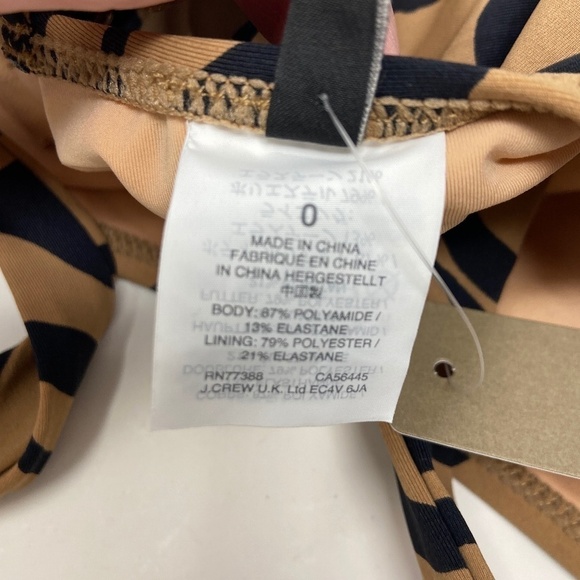 0
MADE IN CHINA
FABRIQUÉ EN CHINE
IN CHINA HERGESTELLT
中国製
BODY: 87% POLYAMIDE /
13% ELASTANE
LINING: 79% POLYESTER /
21% ELASTANE
RN77388 CA56445
J.CREW U.K. Ltd EC4V 6JA